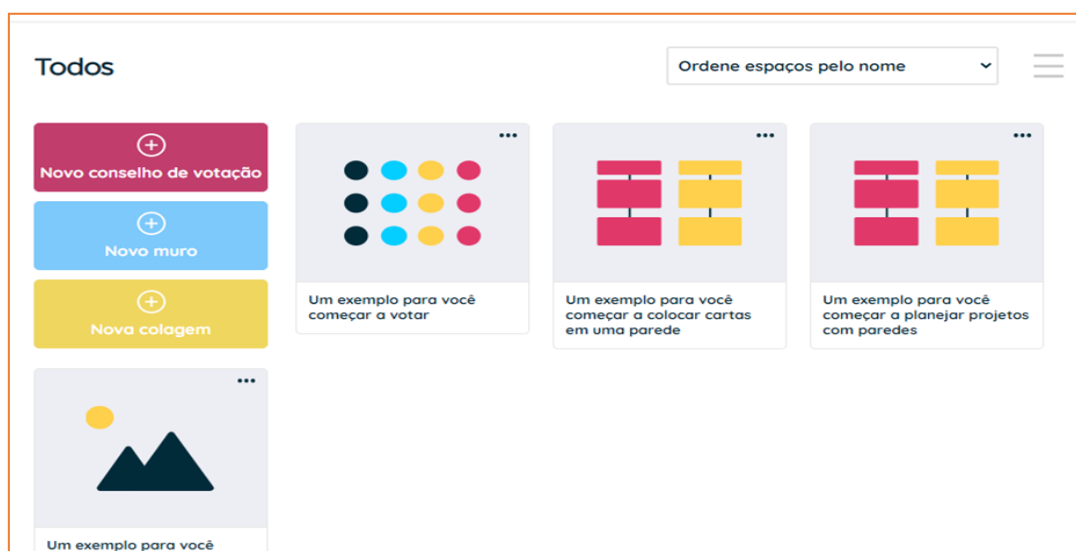 Todos
Ordene espaços pelo nome
Novo conselho de votação
Novo muro
Nova colagem
Um exemplo para você
começar a votar
Um exemplo para você
começar a colocar cartas
em uma parede
Um exemplo para você
começar a planejar projetos
com paredes
Um exemplo para você